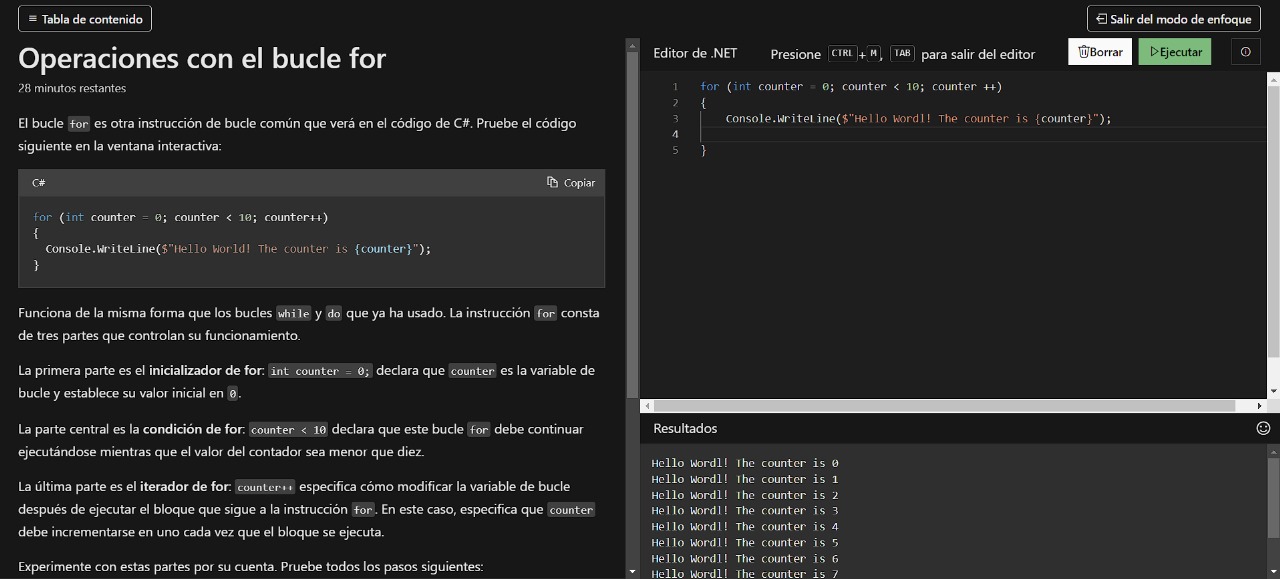 ≡ Tabla de contenido
Salir del modo de enfoque
Operaciones con el bucle for
28 minutos restantes
El bucle for es otra instrucción de bucle común que verá en el código de C#. Pruebe el código
siguiente en la ventana interactiva:
C#
Copiar
for (int counter = 0; counter < 10; counter++)
{
Console.WriteLine($"Hello World! The counter is {counter}");
}
Funciona de la misma forma que los bucles while y do que ya ha usado. La instrucción for consta
de tres partes que controlan su funcionamiento.
La primera parte es el inicializador de for: int counter = 0; declara que counter es la variable de
bucle y establece su valor inicial en 0.
La parte central es la condición de for: counter < 10 declara que este bucle for debe continuar
ejecutándose mientras que el valor del contador sea menor que diez.
La última parte es el iterador de for: counter++ especifica cómo modificar la variable de bucle
después de ejecutar el bloque que sigue a la instrucción for. En este caso, especifica que counter
debe incrementarse en uno cada vez que el bloque se ejecuta.
Experimente con estas partes por su cuenta. Pruebe todos los pasos siguientes:
Editor de .NET
Presione CTRL+M, TAB para salir del editor
Borrar
Ejecutar
1 for (int counter = 0; counter < 10; counter ++)
2 {
3 Console.WriteLine($"Hello Wordl! The counter is {counter}");
4
5 }
Resultados
Hello Wordl! The counter is 0
Hello Wordl! The counter is 1
Hello Wordl! The counter is 2
Hello Wordl! The counter is 3
Hello Wordl! The counter is 4
Hello Wordl! The counter is 5
Hello Wordl! The counter is 6
Hello Wordl! The counter is 7